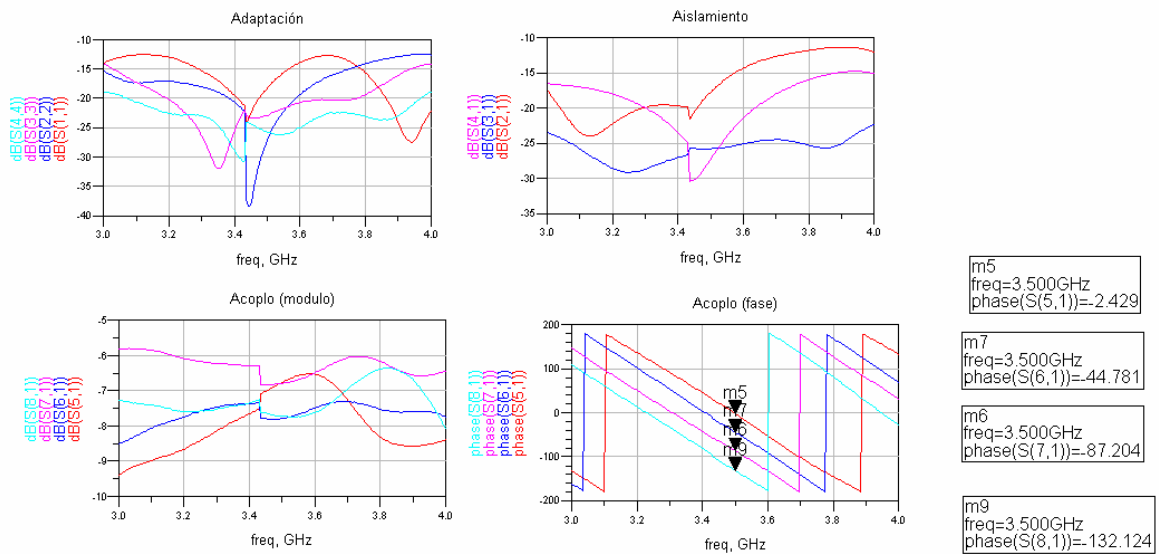 Adaptación
-10
-15
-20
-25
-30
-35
-40
3.0
3.2
3.4
3.6
3.8
4.0
freq, GHz
dB(S(4,4))
dB(S(3,3))
dB(S(2,2))
dB(S(1,1))
Aislamiento
-10
-15
-20
-25
-30
-35
3.0
3.2
3.4
3.6
3.8
4.0
freq, GHz
dB(S(4,1))
dB(S(3,1))
dB(S(2,1))
Acoplo (modulo)
-5
-6
-7
-8
-9
-10
3.0
3.2
3.4
3.6
3.8
4.0
freq, GHz
dB(S(8,1))
dB(S(7,1))
dB(S(6,1))
dB(S(5,1))
Acoplo (fase)
200
100
0
-100
-200
3.0
3.2
3.4
3.6
3.8
4.0
freq, GHz
phase(S(8,1))
phase(S(7,1))
phase(S(6,1))
phase(S(5,1))
m5
m7
m6
m9
m5
freq=3.500GHz
phase(S(5,1))=-2.429
m7
freq=3.500GHz
phase(S(6,1))=-44.781
m6
freq=3.500GHz
phase(S(7,1))=-87.204
m9
freq=3.500GHz
phase(S(8,1))=-132.124